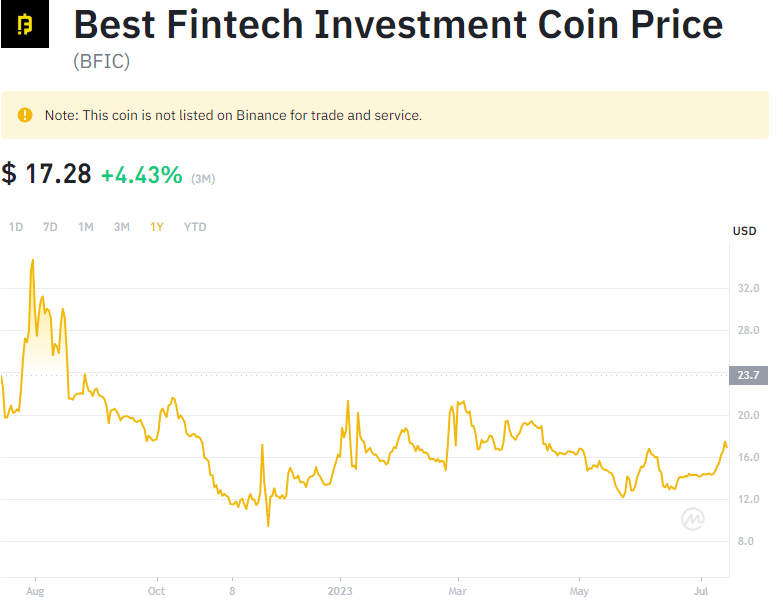 Best Fintech Investment Coin Price
(BFIC)
Note: This coin is not listed on Binance for trade and service.
$ 17.28 +4.43% (3M)
1D 7D 1M 3M 1Y YTD
USD
32.0
28.0
23.7
20.0
16.0
12.0
8.0
Aug Oct 8 2023 Mar May Jul